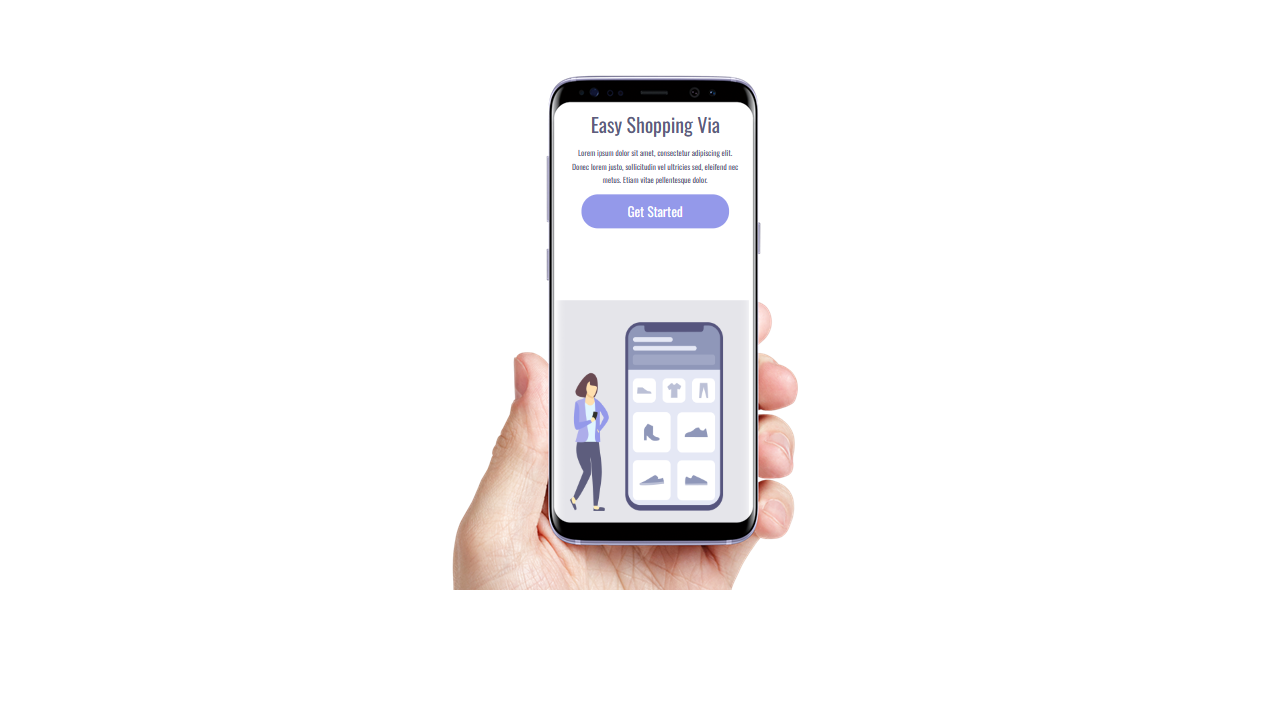 Easy Shopping Via
Lorem ipsum dolor sit amet, consectetur adipiscing elit.
Donec lorem justo, sollicitudin vel ultricies sed, eleifend nec
metus. Etiam vitae pellentesque dolor.
Get Started